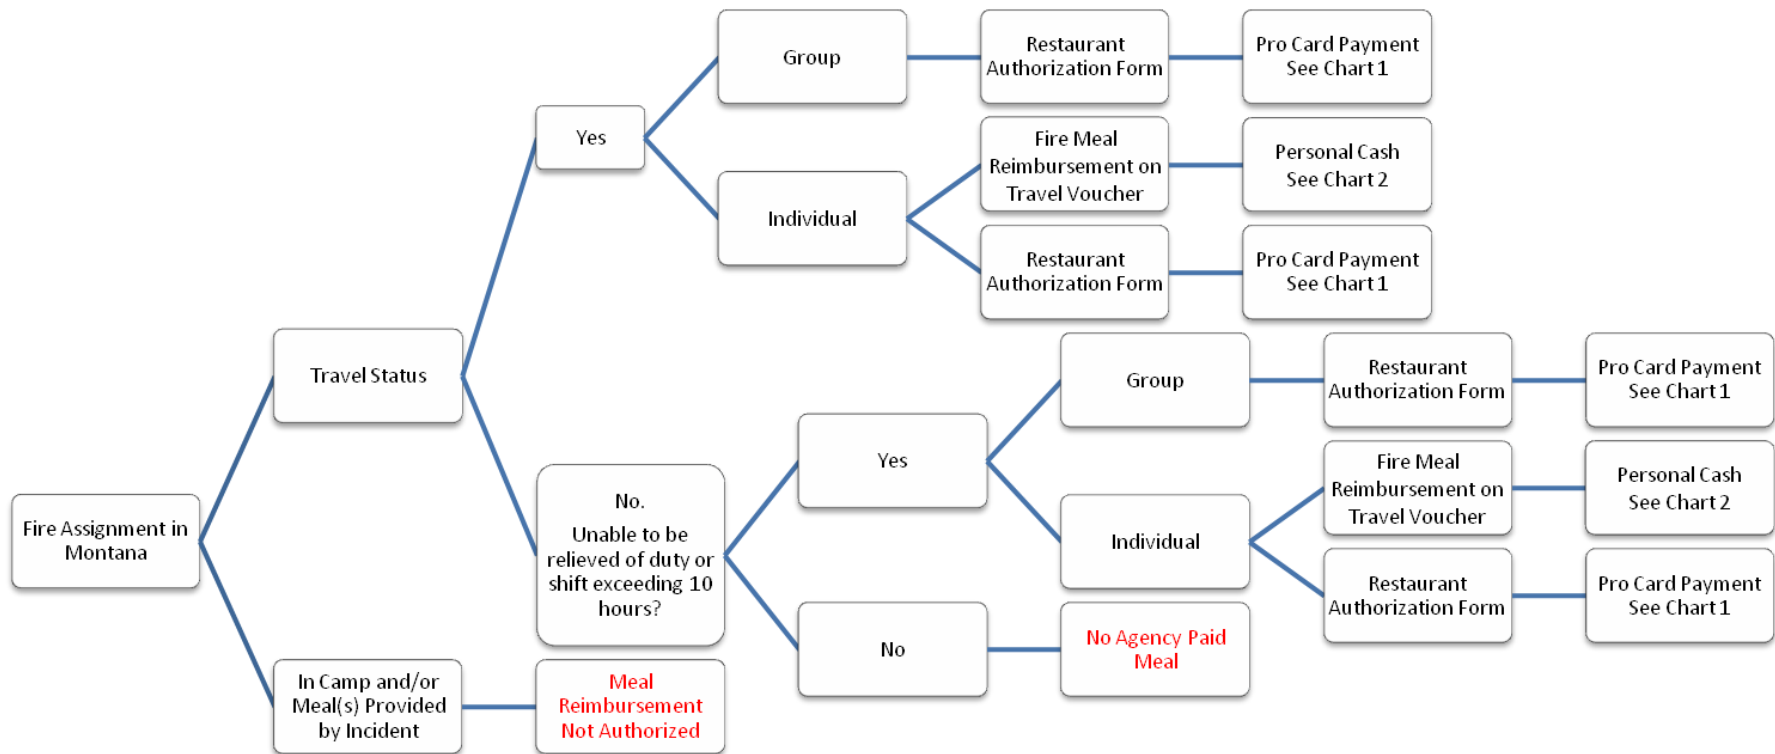 Group
Restaurant
Authorization Form
Pro Card Payment
See Chart 1
Yes
Fire Meal
Reimbursement on
Travel Voucher
Personal Cash
See Chart 2
Individual
Restaurant
Authorization Form
Pro Card Payment
See Chart 1
Travel Status
Group
Restaurant
Authorization Form
Pro Card Payment
See Chart 1
Yes
Fire Meal
Reimbursement on
Travel Voucher
Personal Cash
See Chart 2
No.
Unable to be
relieved of duty or
shift exceeding 10
hours?
Fire Assignment in
Montana
Individual
Restaurant
Authorization Form
Pro Card Payment
See Chart 1
No
No Agency Paid
Meal
In Camp and/or
Meal(s) Provided
by Incident
Meal
Reimbursement
Not Authorized